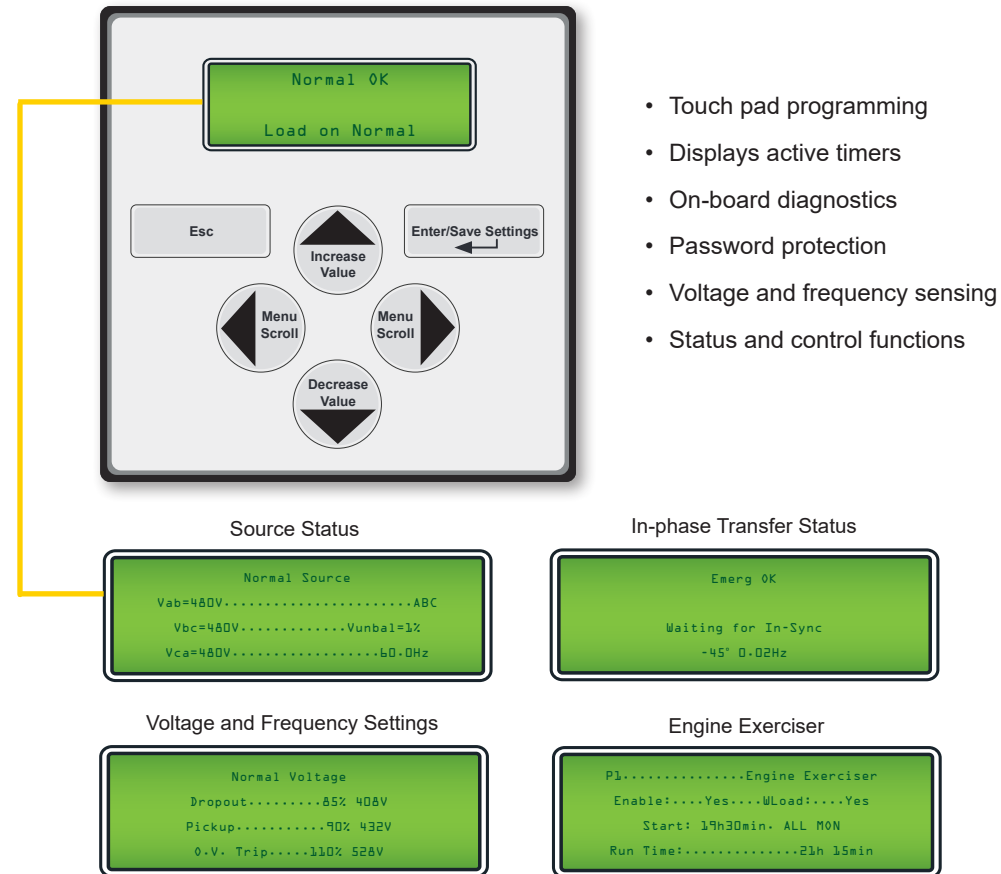 Normal OK
Load on Normal
Esc
Increase
Value
Enter/Save Settings
Menu
Scroll
Menu
Scroll
Decrease
Value
• Touch pad programming
• Displays active timers
• On-board diagnostics
• Password protection
• Voltage and frequency sensing
• Status and control functions
Source Status
Normal Source
Vab=480V.......................ABC
Vbc=480V.............Vunbal=1%
Vca=480V..................60.0Hz
In-phase Transfer Status
Emerg OK
Waiting for In-Sync
-45° 0.02Hz
Voltage and Frequency Settings
Normal Voltage
Dropout.........85% 408V
Pickup...........90% 432V
O.V. Trip.....110% 528V
Engine Exerciser
P1...............Engine Exerciser
Enable:....Yes....WLoad:....Yes
Start: 19h30min. ALL MON
Run Time:..............21h 15min